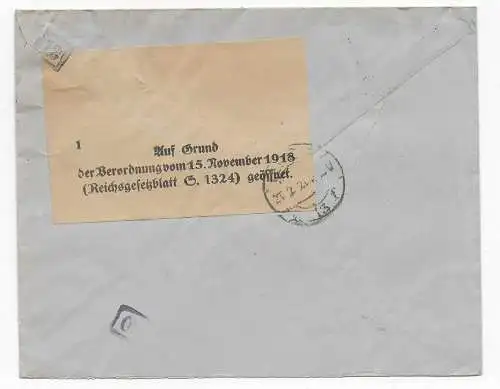 1
Auf Grund
der Verordnung vom 15. November 1918
(Reichsgesetzblatt S. 1324) geöffnet.